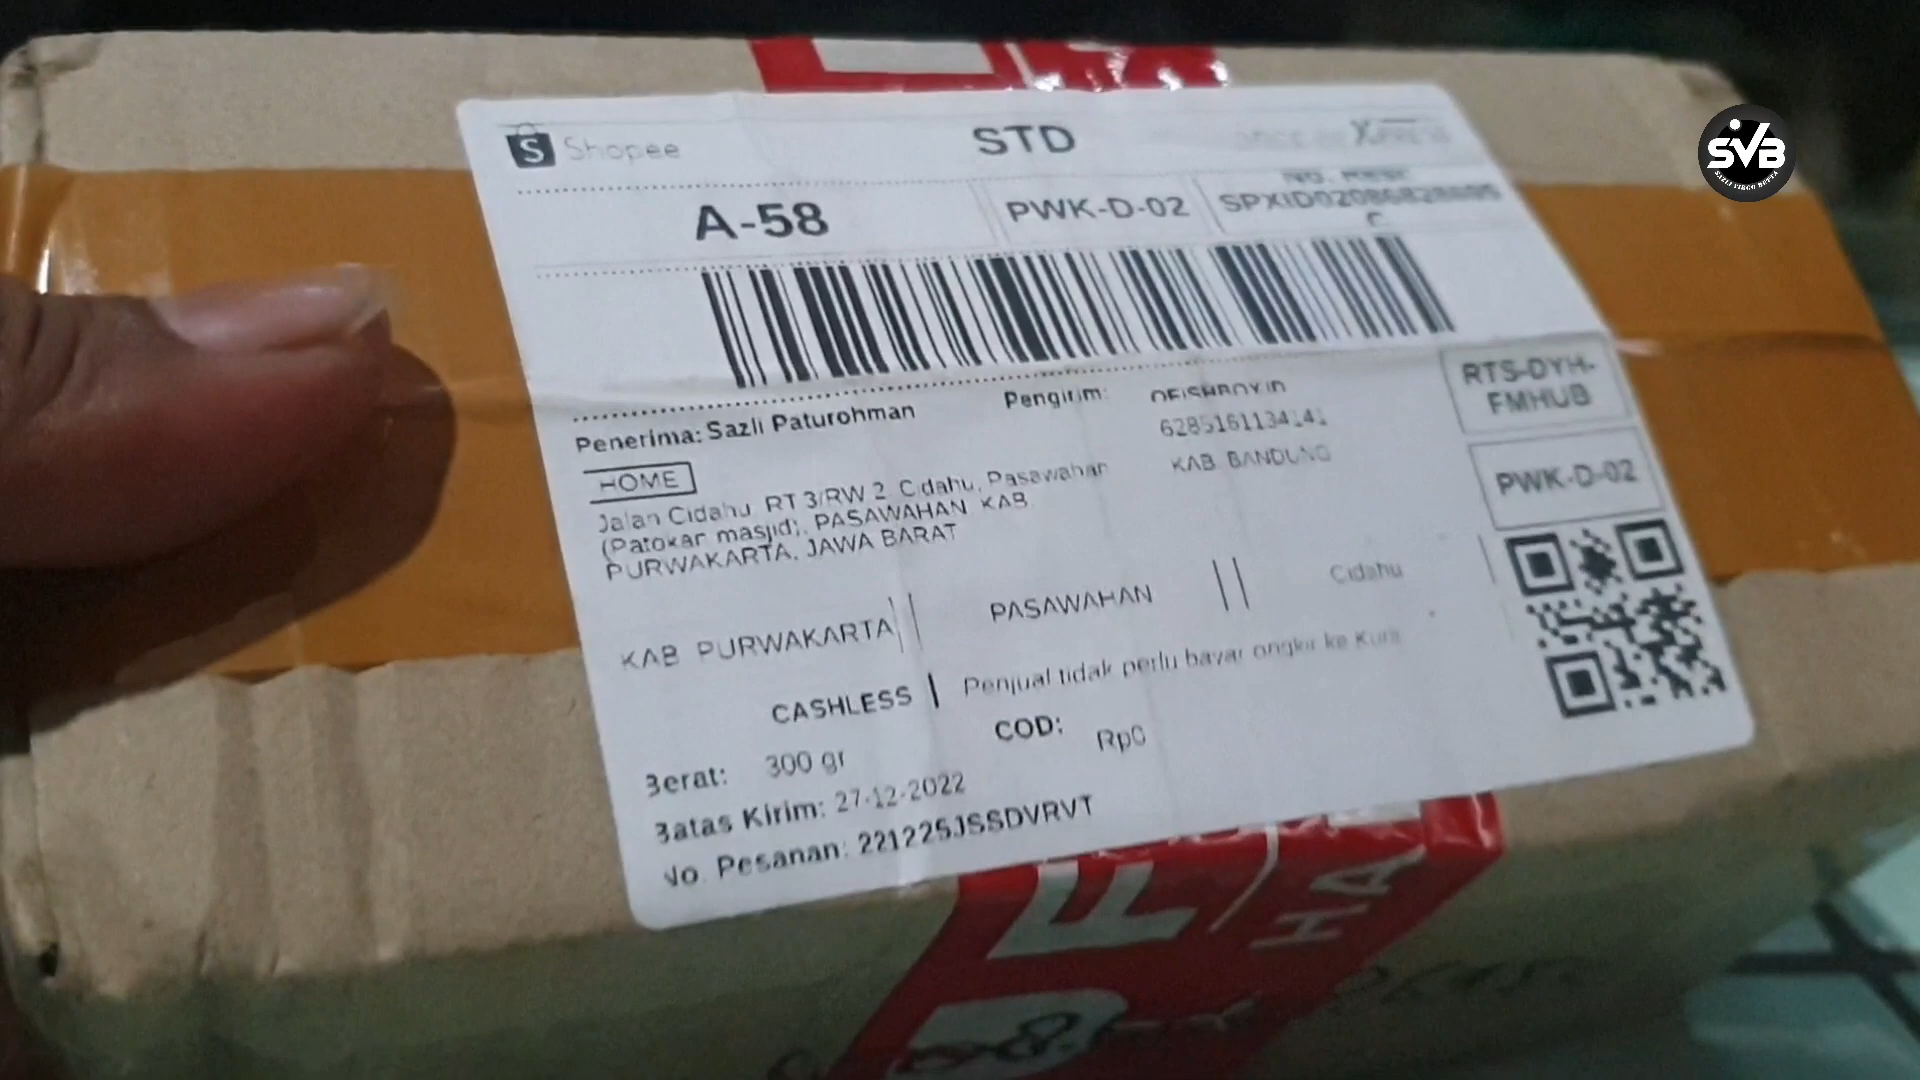 Shopee
STD
SVB
A-58
PWK-D-02
C
RTS-DYH-
FMHUB
Penerima: Sazli Paturohman
Pengirim:
6285161134141
KAB. BANDUNG
HOME
Jalan Cidahu RT 3/RW 2, Cidahu, Pasawahan
(Patokan masjid), PASAWAHAN, KAB.
PURWAKARTA, JAWA BARAT
PWK-D-02
KAB. PURWAKARTA
PASAWAHAN
Cidahu
CASHLESS
Penjual tidak perlu bayar ongkir ke Kurir
Berat: 300 gr
COD: Rp0
Batas Kirim: 27-12-2022
No. Pesanan: 221225JSSDVRVT
HA